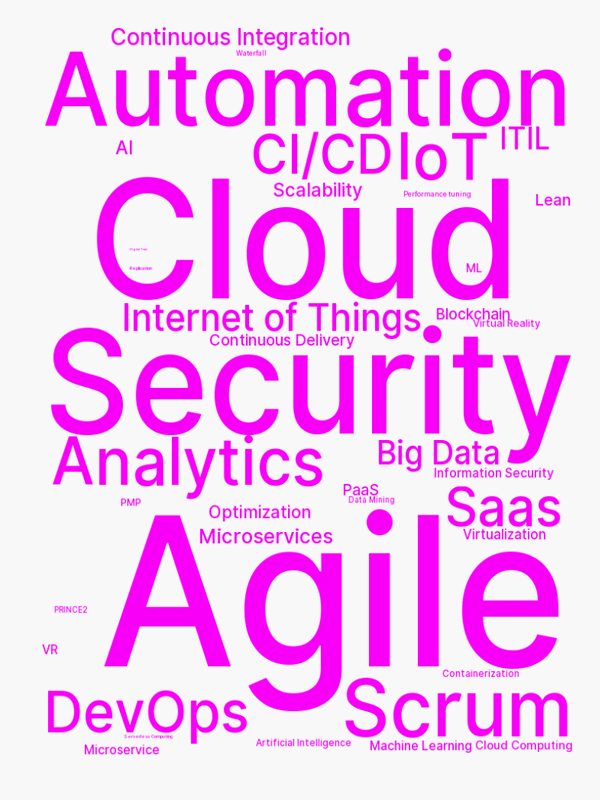 Continuous Integration
Waterfall
Automation
AI
CI/CD
IoT
ITIL
Scalability
Performance tuning
Lean
Cloud
Replication
ML
Internet of Things
Blockchain
Virtual Reality
Continuous Delivery
Security
Analytics
Big Data
Information Security
PaaS
Data Mining
Saas
PMP
Optimization
Microservices
Virtualization
Agile
PRINCE2
VR
Containerization
DevOps
Scrum
Serverless Computing
Microservice
Artificial Intelligence
Machine Learning
Cloud Computing